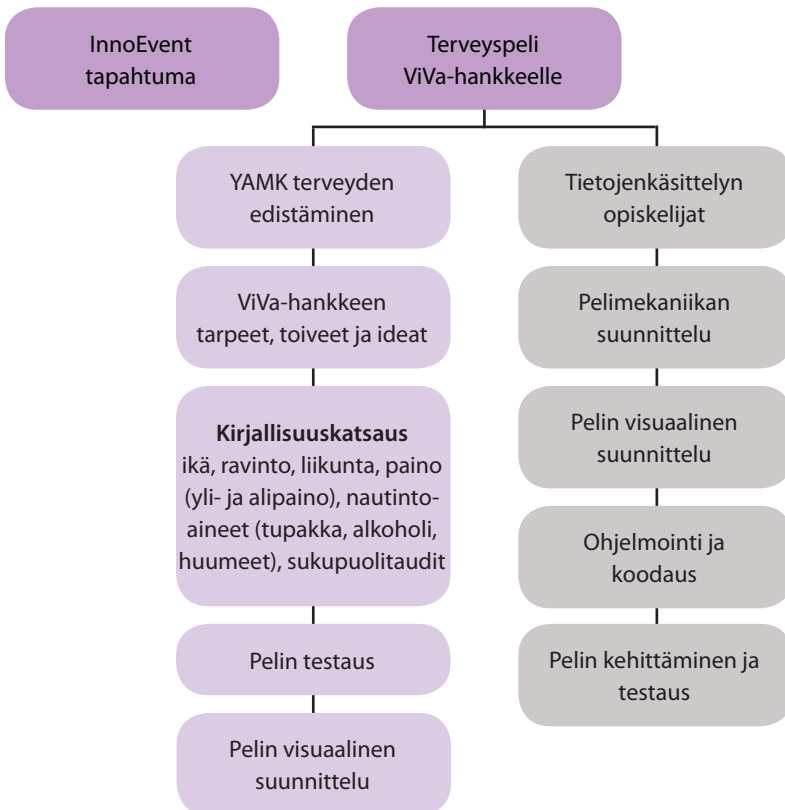 InnoEvent
tapahtuma
Terveyspeli
ViVa-hankkeelle
YAMK terveyden
edistäminen
ViVa-hankkeen
tarpeet, toiveet ja ideat
Kirjallisuuskatsaus
ikä, ravinto, liikunta, paino
(yli- ja alipaino), nautinto-
aineet (tupakka, alkoholi,
huumeet), sukupuolitaudit
Pelin testaus
Pelin visuaalinen
suunnittelu
Tietojenkäsittelyn
opiskelijat
Pelimekaniikan
suunnittelu
Pelin visuaalinen
suunnittelu
Ohjelmointi ja
koodaus
Pelin kehittäminen ja
testaus